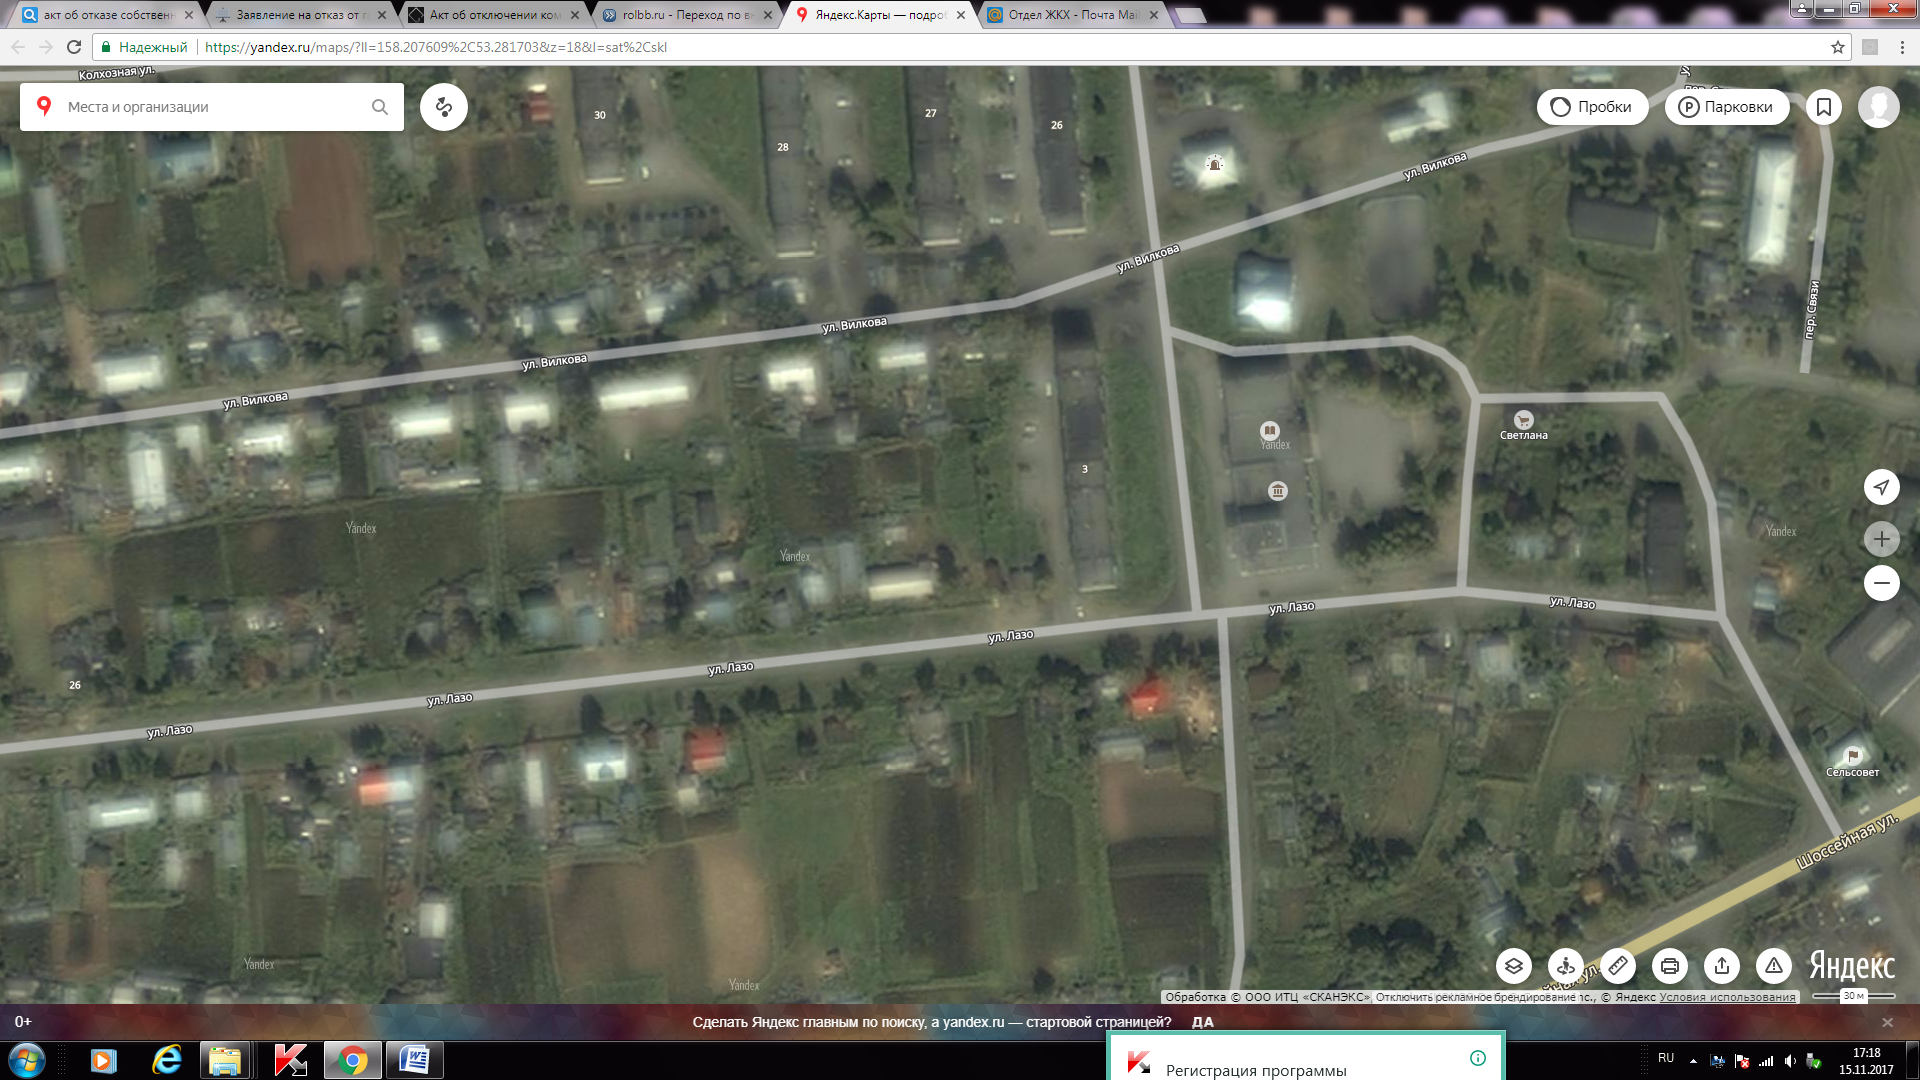 акт об отказе собственн
Заявление на отказ от г
Акт об отключении ком
rolbb.ru - Переход по вн
Яндекс.Карты — подроб
Отдел ЖКХ - Почта Mail
Надежный
https://yandex.ru/maps/?ll=158.207609%2C53.281703&z=18&l=sat%2Cskl
Колхозная ул.
Места и организации
Пробки
Парковки
30
28
27
26
ул. Вилкова
ул. Вилкова
ул. Вилкова
ул. Вилкова
ул. Вилкова
пер. Связи
Светлана
Yandex
3
Yandex
Yandex
Yandex
26
ул. Лазо
ул. Лазо
ул. Лазо
ул. Лазо
ул. Лазо
ул. Лазо
Сельсовет
Шоссейная ул.
Yandex
Yandex
Яндекс
Обработка © ООО ИТЦ «СКАНЭКС», Отключить рекламное брендирование
© Яндекс Условия использования
30 м
0+
Сделать Яндекс главным по поиску, а yandex.ru — стартовой страницей? ДА
Регистрация программы
RU
17:18
15.11.2017